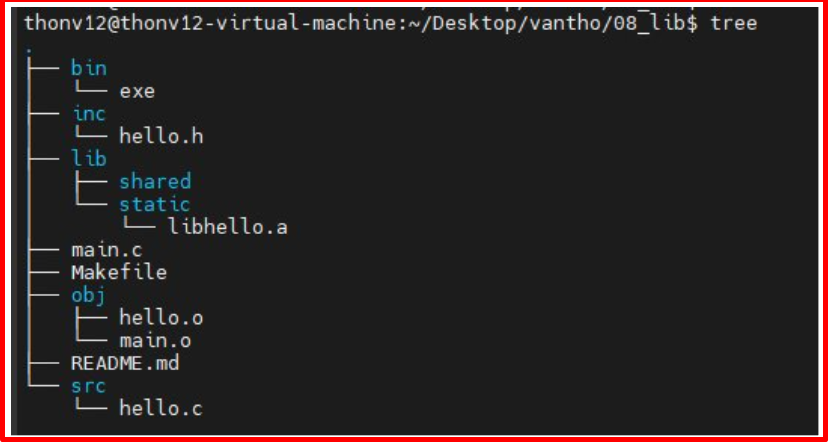 thonv12@thonv12-virtual-machine:~/Desktop/vantho/08_lib$ tree
.
├── bin
│   └── exe
├── inc
│   └── hello.h
├── lib
│   ├── shared
│   └── static
│       └── libhello.a
├── main.c
├── Makefile
├── obj
│   ├── hello.o
│   └── main.o
├── README.md
└── src
    └── hello.c